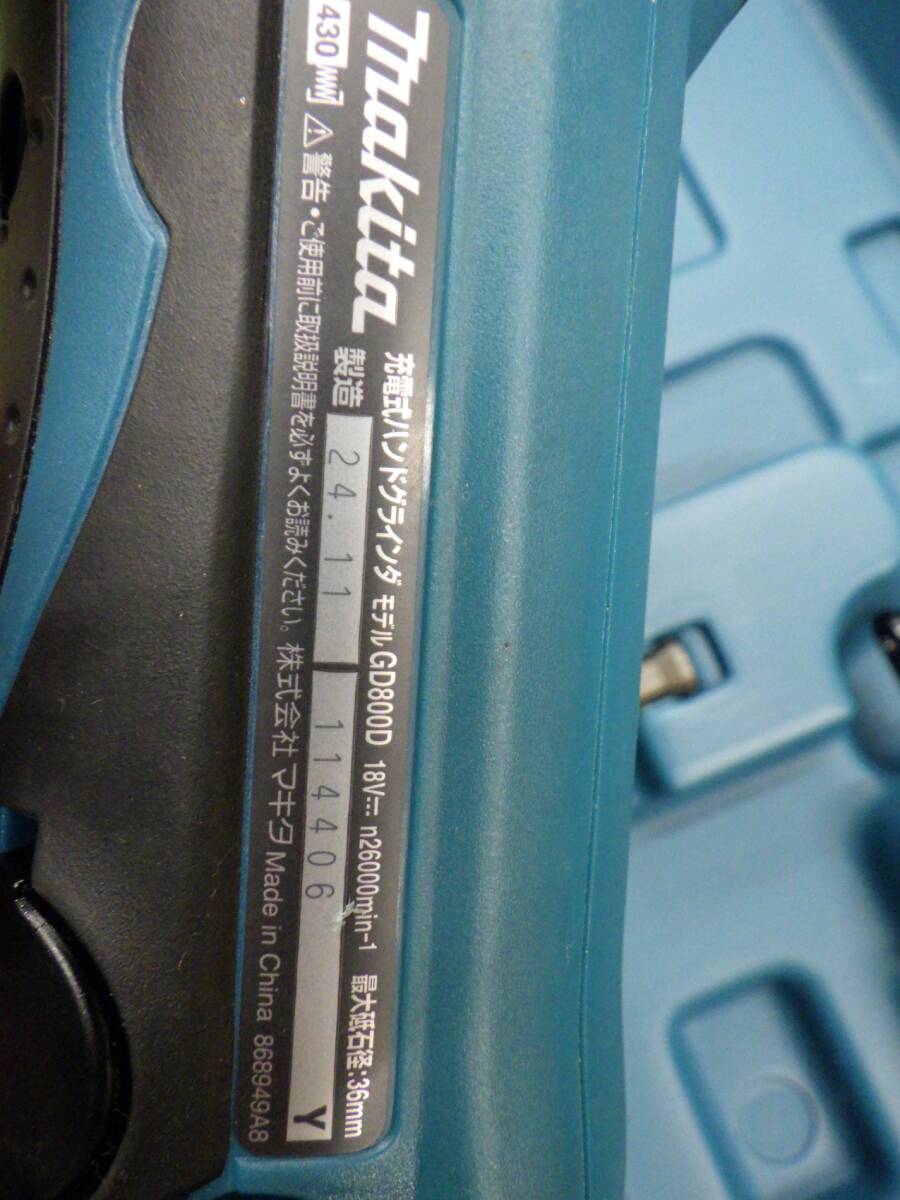 makita 充電式ハンドグラインダ モデル GD800D 18V⎓ n26000min-1 最大砥石径:36mm
製造 24.11 114406 Y
⚠警告・ご使用前に取扱説明書を必ずよくお読みください。 株式会社 マキタ Made in China 868949A8
430W